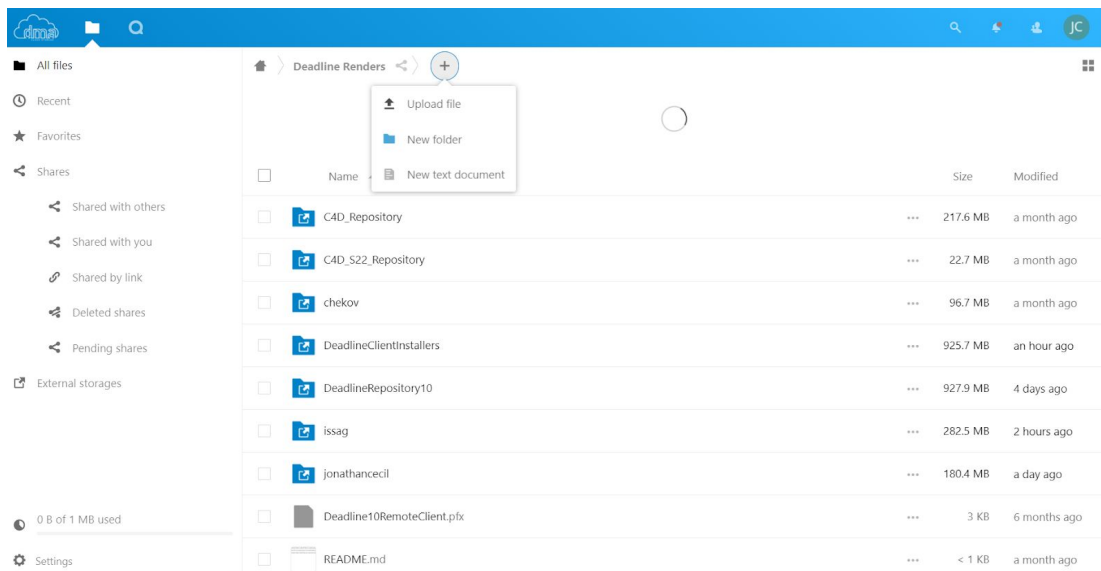 dma
JC
All files
Deadline Renders
Recent
Upload file
Favorites
New folder
Shares
New text document
Name
Size
Modified
Shared with others
C4D_Repository
217.6 MB
a month ago
Shared with you
C4D_S22_Repository
22.7 MB
a month ago
Shared by link
chekov
96.7 MB
a month ago
Deleted shares
Pending shares
DeadlineClientInstallers
925.7 MB
an hour ago
External storages
DeadlineRepository10
927.9 MB
4 days ago
issag
282.5 MB
2 hours ago
jonathancecil
180.4 MB
a day ago
0 B of 1 MB used
Deadline10RemoteClient.pfx
3 KB
6 months ago
Settings
README.md
< 1 KB
a month ago